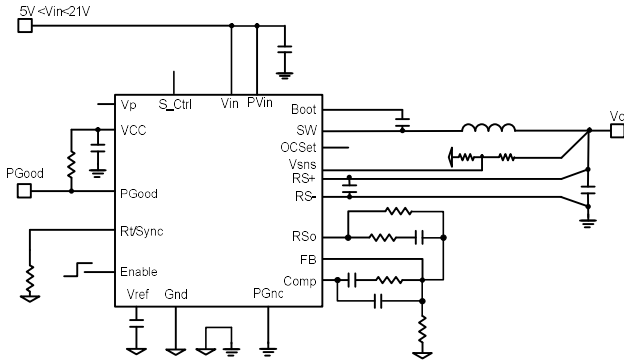 5V <Vin<21V
Vp
S_Ctrl
Vin
PVin
Boot
VCC
SW
Vo
OCSet
Vsns
PGood
RS+
PGood
RS-
Rt/Sync
RSo
FB
Enable
Comp
Vref
Gnd
PGnd